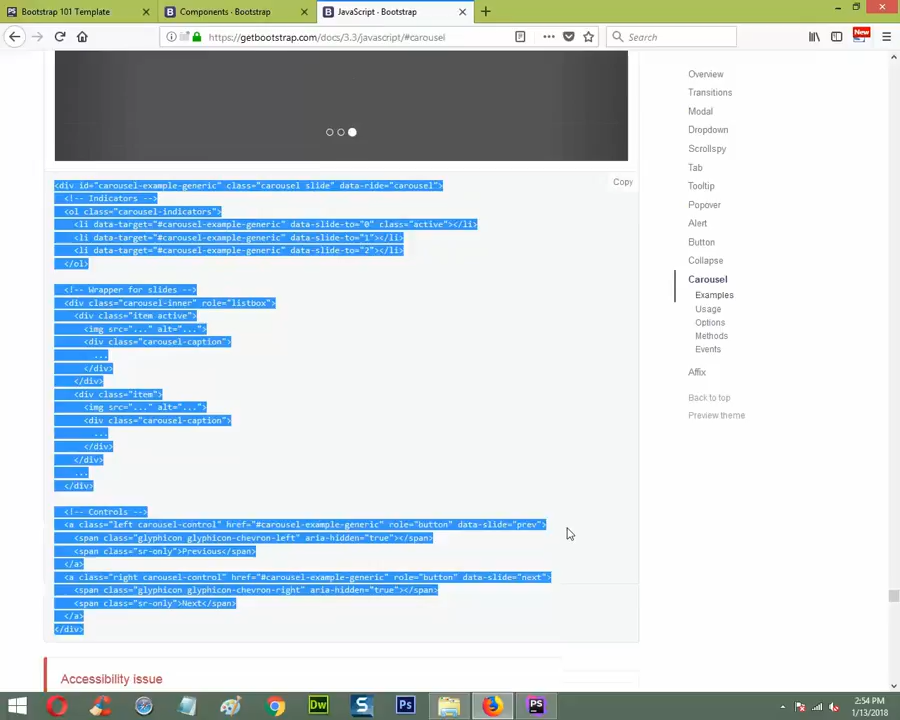 Bootstrap 101 Template
Components · Bootstrap
JavaScript · Bootstrap
https://getbootstrap.com/docs/3.3/javascript/#carousel
Search
New
Copy
<div id="carousel-example-generic" class="carousel slide" data-ride="carousel">
<!-- Indicators -->
<ol class="carousel-indicators">
<li data-target="#carousel-example-generic" data-slide-to="0" class="active"></li>
<li data-target="#carousel-example-generic" data-slide-to="1"></li>
<li data-target="#carousel-example-generic" data-slide-to="2"></li>
</ol>
<!-- Wrapper for slides -->
<div class="carousel-inner" role="listbox">
<div class="item active">
<img src="..." alt="...">
<div class="carousel-caption">
...
</div>
</div>
<div class="item">
<img src="..." alt="...">
<div class="carousel-caption">
...
</div>
</div>
...
</div>
<!-- Controls -->
<a class="left carousel-control" href="#carousel-example-generic" role="button" data-slide="prev">
<span class="glyphicon glyphicon-chevron-left" aria-hidden="true"></span>
<span class="sr-only">Previous</span>
</a>
<a class="right carousel-control" href="#carousel-example-generic" role="button" data-slide="next">
<span class="glyphicon glyphicon-chevron-right" aria-hidden="true"></span>
<span class="sr-only">Next</span>
</a>
</div>
Accessibility issue
Overview
Transitions
Modal
Dropdown
Scrollspy
Tab
Tooltip
Popover
Alert
Button
Collapse
Carousel
Examples
Usage
Options
Methods
Events
Affix
Back to top
Preview theme
Dw
S
Ps
PS
2:54 PM
1/13/2018